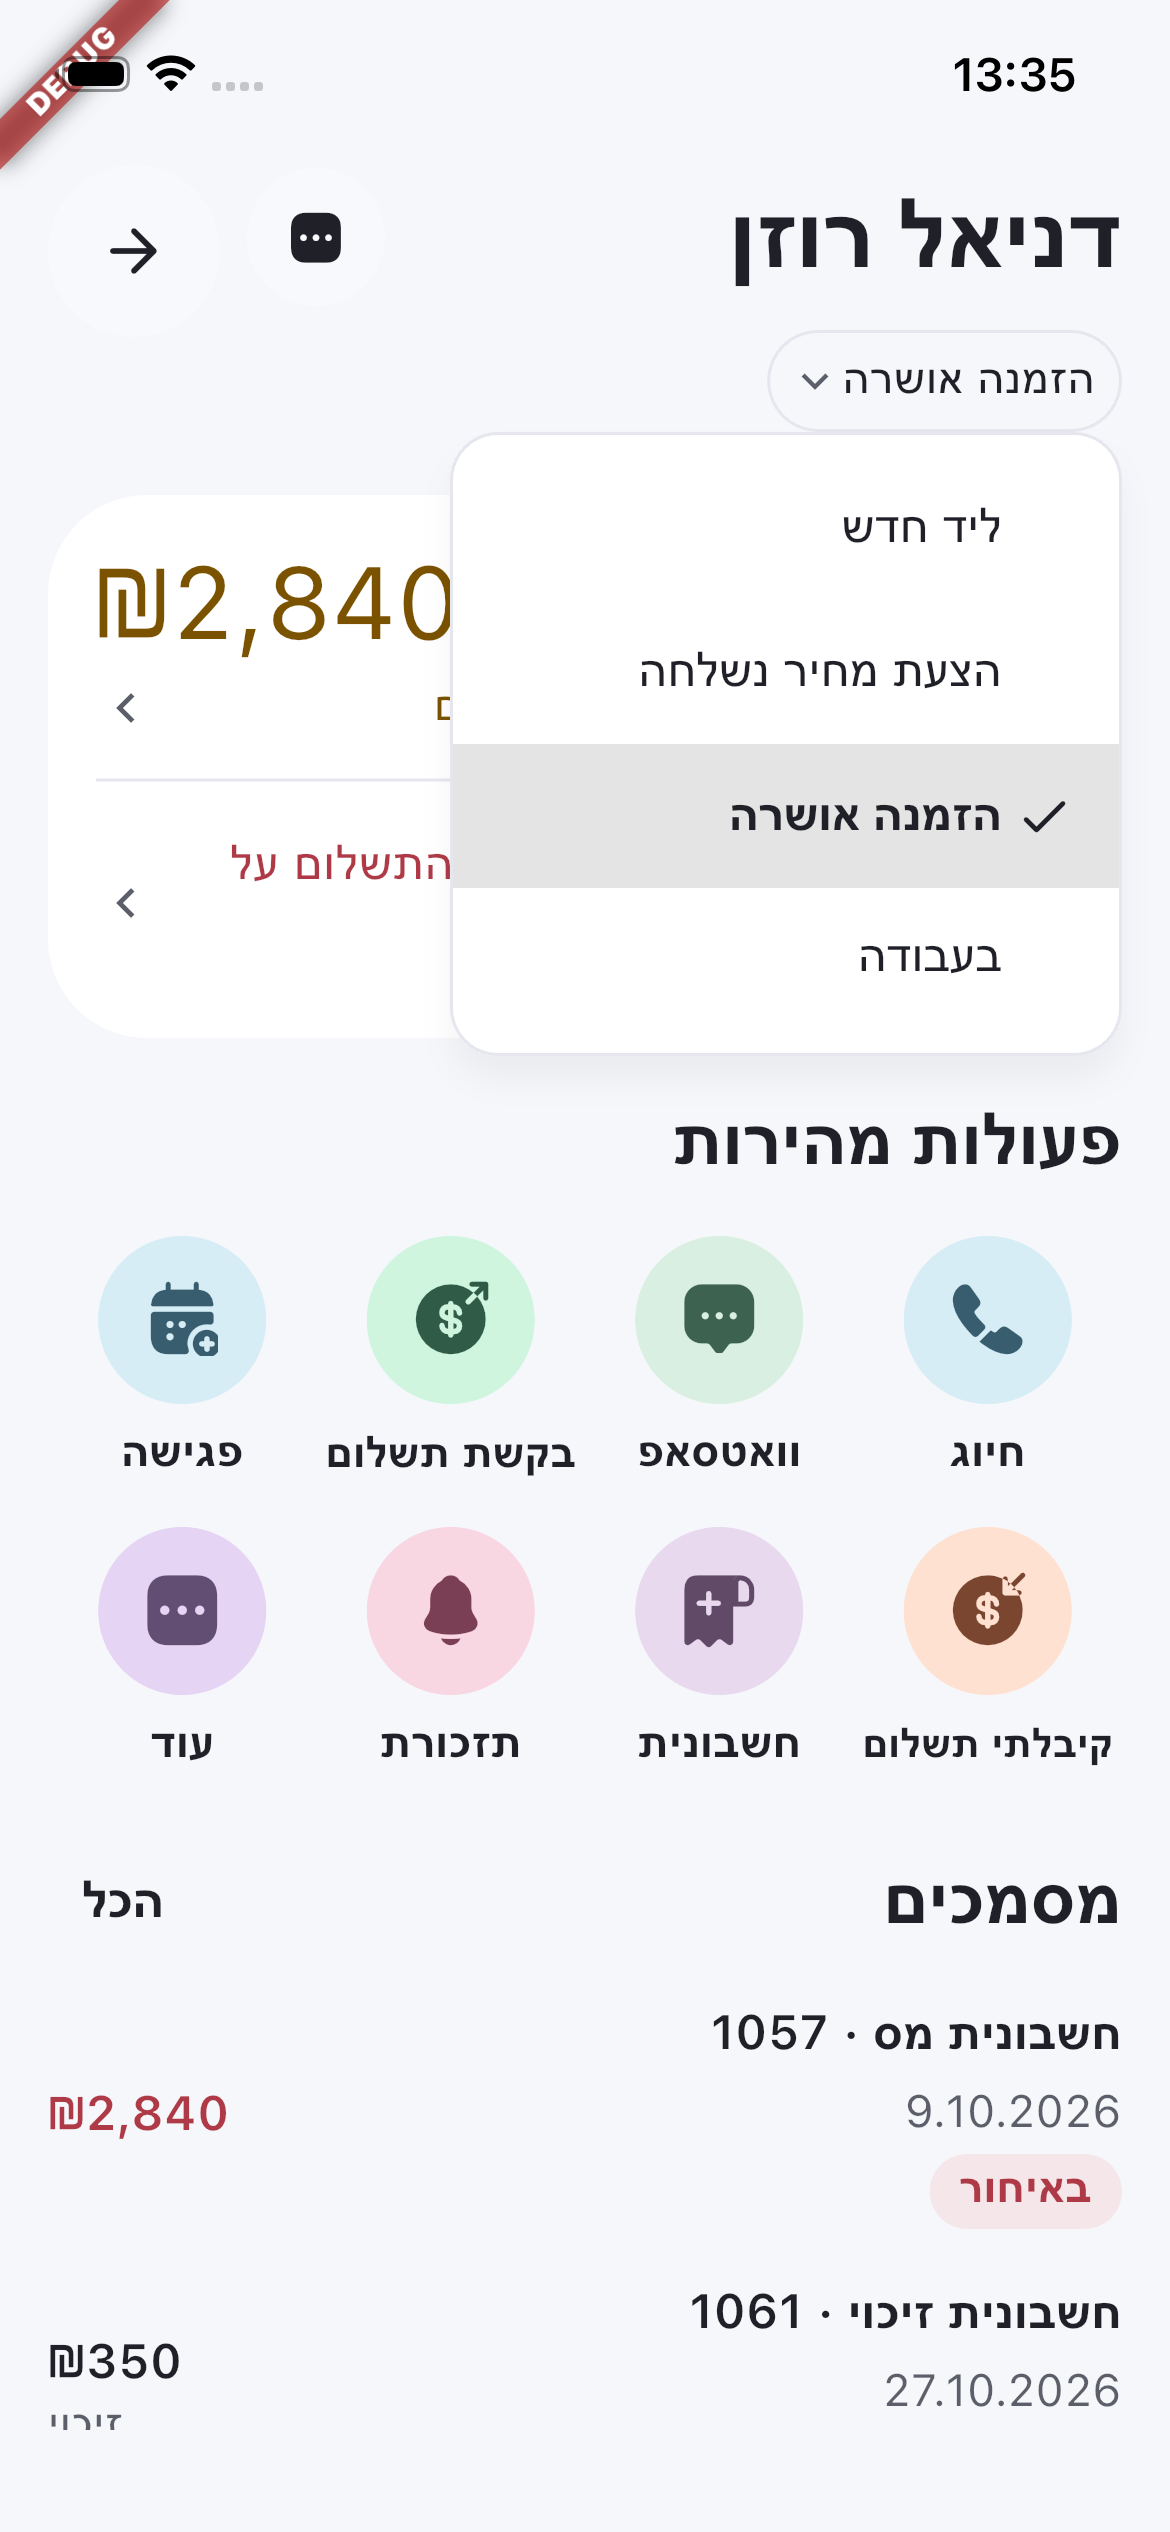 DEBUG
13:35
דניאל רוזן
הזמנה אושרה
ליד חדש
הצעת מחיר נשלחה
הזמנה אושרה
בעבודה
₪2,840
התשלום על
פעולות מהירות
חיוג
וואטסאפ
בקשת תשלום
פגישה
קיבלתי תשלום
חשבונית
תזכורת
עוד
מסמכים
הכל
חשבונית מס · 1057
9.10.2026
₪2,840
באיחור
חשבונית זיכוי · 1061
27.10.2026
₪350
זיכוי